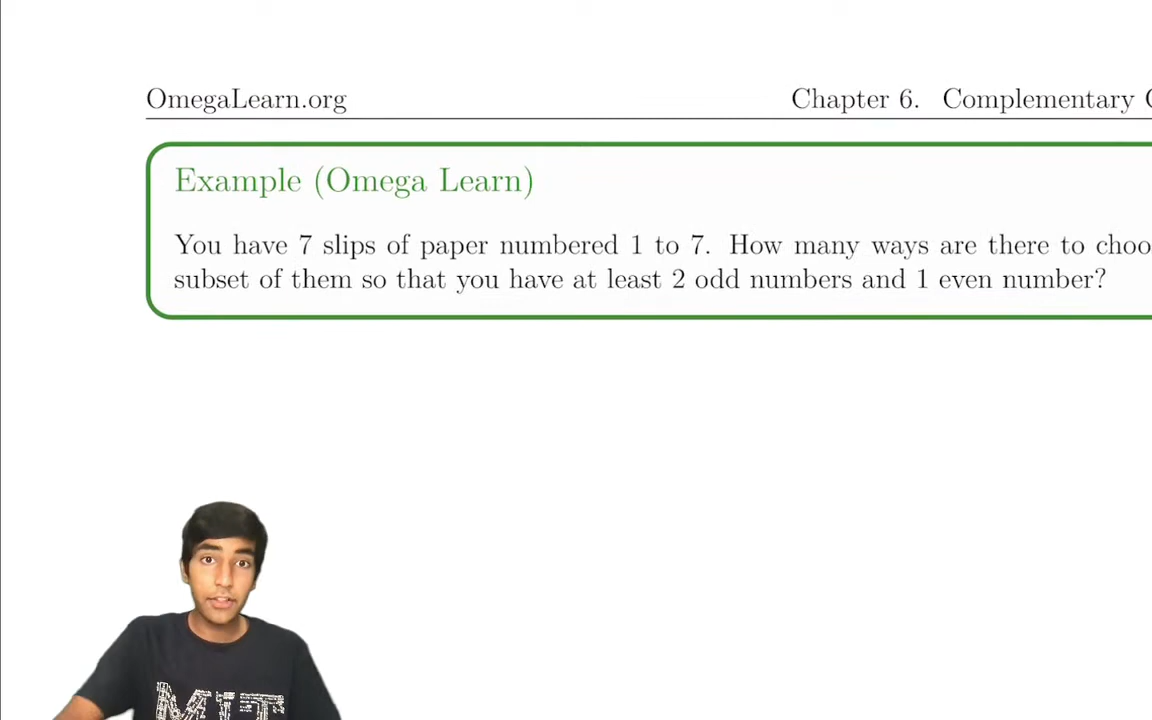 OmegaLearn.org
Chapter 6. Complementary
Example (Omega Learn)
You have 7 slips of paper numbered 1 to 7. How many ways are there to
subset of them so that you have at least 2 odd numbers and 1 even number?
MIT